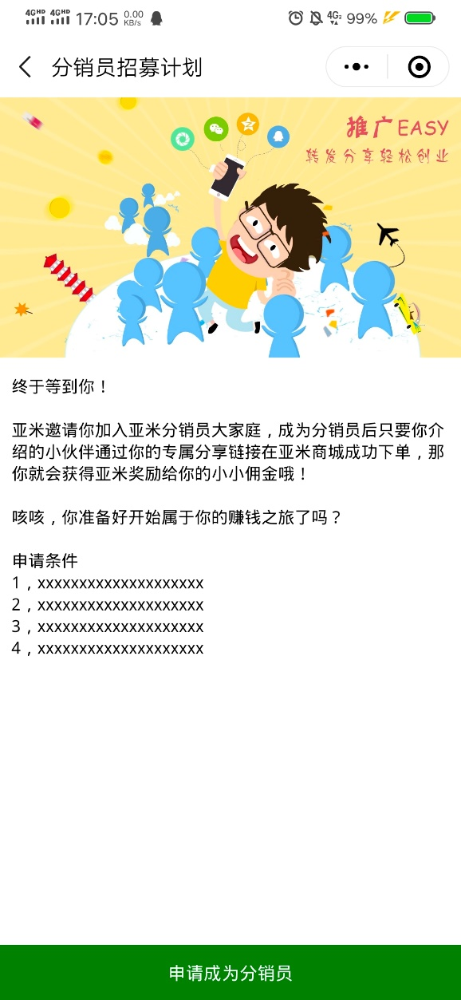 4GHD 4GHD 17:05 0.00 KB/s 4G2 99%
分销员招募计划
推广EASY
转发分享轻松创业
终于等到你！
亚米邀请你加入亚米分销员大家庭，成为分销员后只要你介
绍的小伙伴通过你的专属分享链接在亚米商城成功下单，那
你就会获得亚米奖励给你的小小佣金哦！
咳咳，你准备好开始属于你的赚钱之旅了吗？
申请条件
1，xxxxxxxxxxxxxxxxxxxx
2，xxxxxxxxxxxxxxxxxxxx
3，xxxxxxxxxxxxxxxxxxxx
4，xxxxxxxxxxxxxxxxxxxx
申请成为分销员